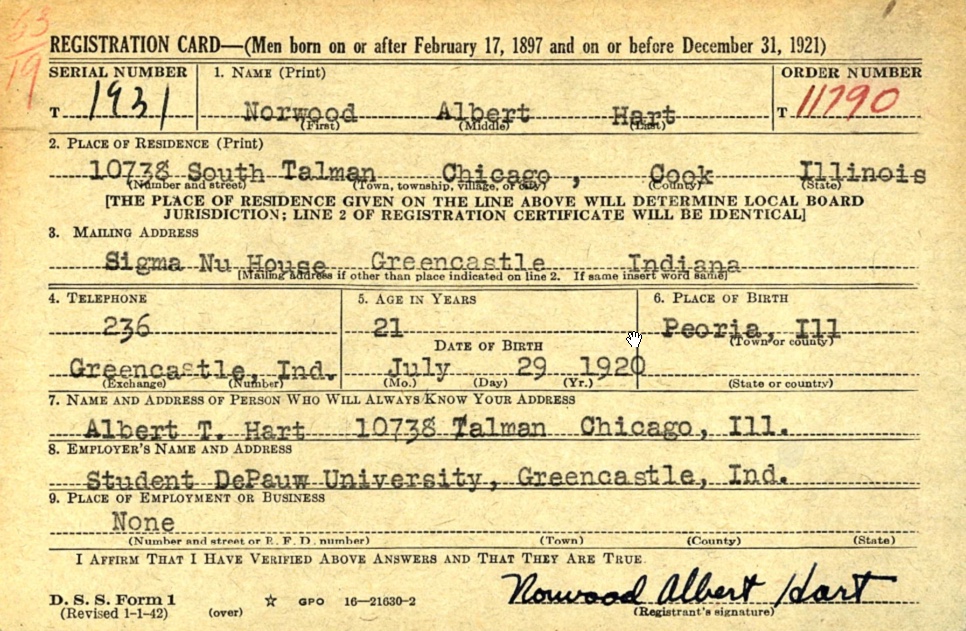 63
19
REGISTRATION CARD—(Men born on or after February 17, 1897 and on or before December 31, 1921)
SERIAL NUMBER 1. NAME (Print) ORDER NUMBER
T 1931 Norwood Albert Hart T 11790
(First) (Middle) (Last)
2. PLACE OF RESIDENCE (Print)
10738 South Talman Chicago , Cook Illinois
(Number and street) (Town, township, village, or city) (County) (State)
[THE PLACE OF RESIDENCE GIVEN ON THE LINE ABOVE WILL DETERMINE LOCAL BOARD
JURISDICTION; LINE 2 OF REGISTRATION CERTIFICATE WILL BE IDENTICAL]
3. MAILING ADDRESS
Sigma Nu House Greencastle Indiana
[Mailing address if other than place indicated on line 2. If same insert word same]
4. TELEPHONE 5. AGE IN YEARS 6. PLACE OF BIRTH
236 21 Peoria, Ill
DATE OF BIRTH (Town or county)
Greencastle, Ind. July 29 1920
(Exchange) (Number) (Mo.) (Day) (Yr.) (State or country)
7. NAME AND ADDRESS OF PERSON WHO WILL ALWAYS KNOW YOUR ADDRESS
Albert T. Hart 10738 Talman Chicago, Ill.
8. EMPLOYER'S NAME AND ADDRESS
Student DePauw University, Greencastle, Ind.
9. PLACE OF EMPLOYMENT OR BUSINESS
None
(Number and street or R. F. D. number) (Town) (County) (State)
I AFFIRM THAT I HAVE VERIFIED ABOVE ANSWERS AND THAT THEY ARE TRUE.
Norwood Albert Hart
D. S. S. Form 1
(Revised 1-1-42) (over) ☆ GPO 16—21630-2 (Registrant's signature)